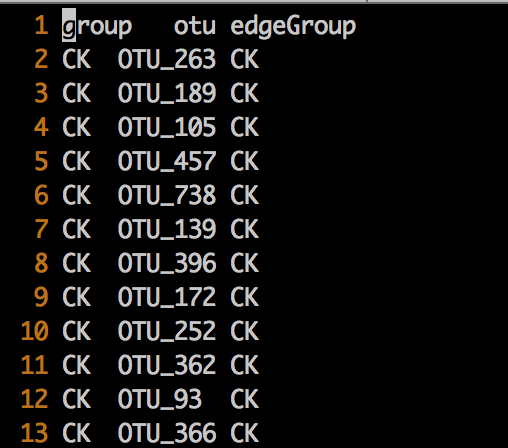 1 group otu edgeGroup
2 CK OTU_263 CK
3 CK OTU_189 CK
4 CK OTU_105 CK
5 CK OTU_457 CK
6 CK OTU_738 CK
7 CK OTU_139 CK
8 CK OTU_396 CK
9 CK OTU_172 CK
10 CK OTU_252 CK
11 CK OTU_362 CK
12 CK OTU_93 CK
13 CK OTU_366 CK